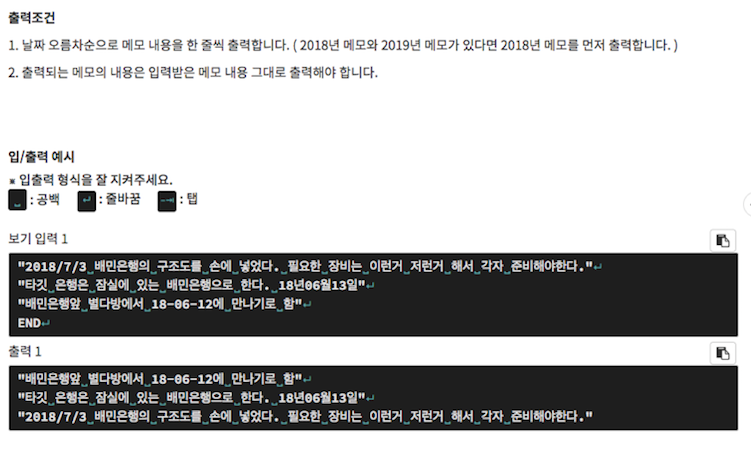 출력조건
1. 날짜 오름차순으로 메모 내용을 한 줄씩 출력합니다. ( 2018년 메모와 2019년 메모가 있다면 2018년 메모를 먼저 출력합니다. )
2. 출력되는 메모의 내용은 입력받은 메모 내용 그대로 출력해야 합니다.
입/출력 예시
※ 입출력 형식을 잘 지켜주세요.
␣ : 공백 ↵ : 줄바꿈 ⇥ : 탭
보기 입력 1
"2018/7/3␣배민은행의␣구조도를␣손에␣넣었다.␣필요한␣장비는␣이런거␣저런거␣해서␣각자␣준비해야한다."↵
"타깃␣은행은␣잠실에␣있는␣배민은행으로␣한다.␣18년06월13일"↵
"배민은행앞␣별다방에서␣18-06-12에␣만나기로␣함"↵
END↵
출력 1
"배민은행앞␣별다방에서␣18-06-12에␣만나기로␣함"↵
"타깃␣은행은␣잠실에␣있는␣배민은행으로␣한다.␣18년06월13일"↵
"2018/7/3␣배민은행의␣구조도를␣손에␣넣었다.␣필요한␣장비는␣이런거␣저런거␣해서␣각자␣준비해야한다."